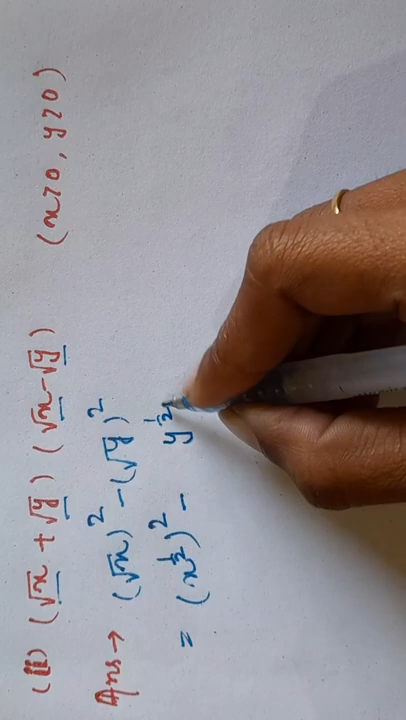 (ii) (√x + √y) (√x - √y) (x>0, y>0)
Ans → (√x)² - (√y)²
= (x^½)² - y^½